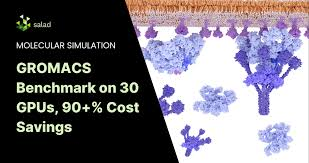 salad
MOLECULAR SIMULATION
GROMACS
Benchmark on 30
GPUs, 90+% Cost
Savings